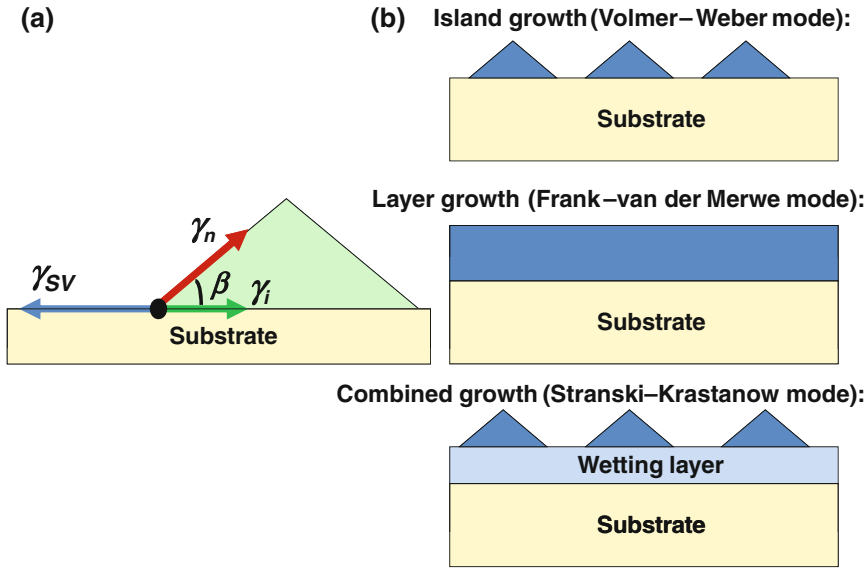 (a)
γSV
γn
β
γi
Substrate
(b)
Island growth (Volmer–Weber mode):
Substrate
Layer growth (Frank–van der Merwe mode):
Substrate
Combined growth (Stranski–Krastanow mode):
Wetting layer
Substrate